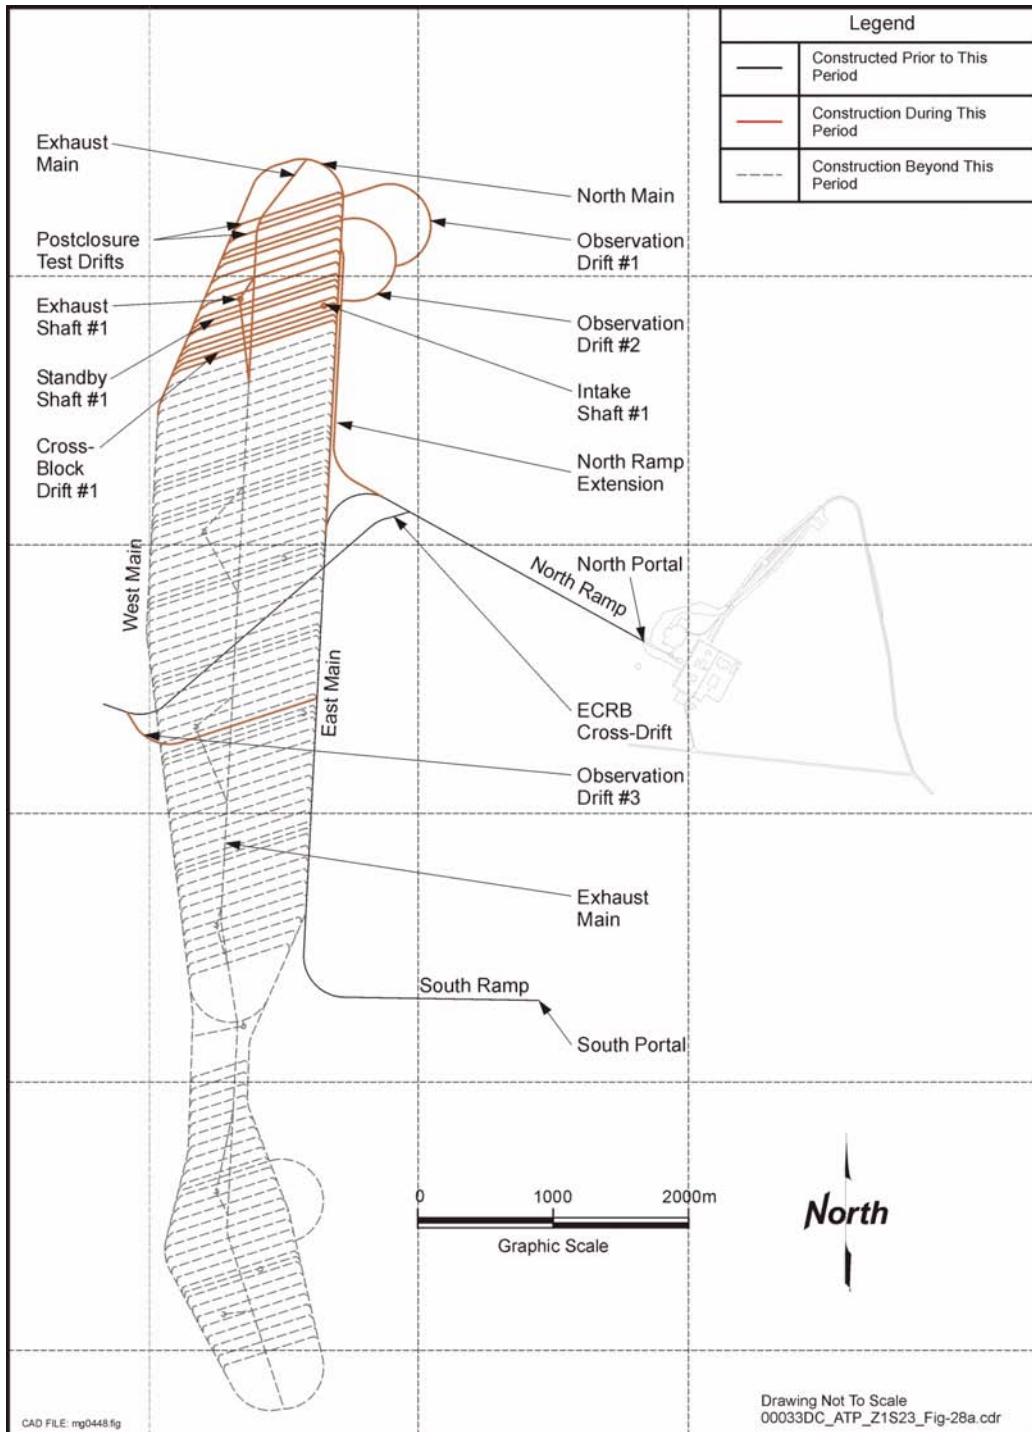 Legend
Constructed Prior to This
Period
Construction During This
Period
Construction Beyond This
Period
Exhaust
Main
North Main
Postclosure
Test Drifts
Observation
Drift #1
Exhaust
Shaft #1
Observation
Drift #2
Standby
Shaft #1
Intake
Shaft #1
Cross-
Block
Drift #1
North Ramp
Extension
West Main
North Portal
North Ramp
East Main
ECRB
Cross-Drift
Observation
Drift #3
Exhaust
Main
South Ramp
South Portal
0 1000 2000m
Graphic Scale
North
Drawing Not To Scale
00033DC_ATP_Z1S23_Fig-28a.cdr
CAD FILE: mg0448.fig